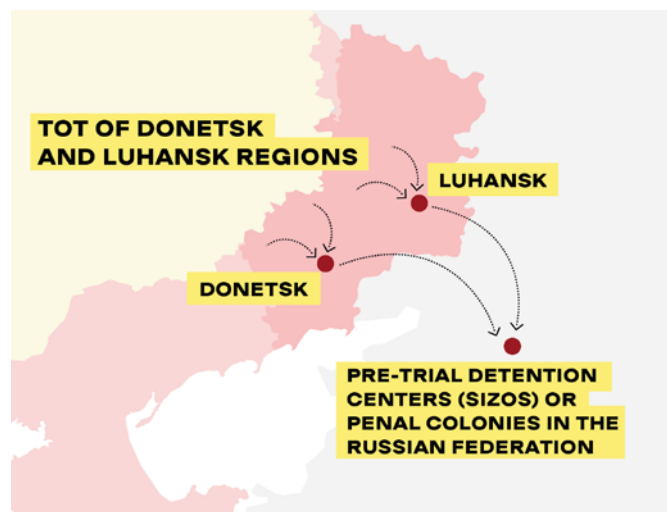 TOT OF DONETSK
AND LUHANSK REGIONS
LUHANSK
DONETSK
PRE-TRIAL DETENTION
CENTERS (SIZOS) OR
PENAL COLONIES IN THE
RUSSIAN FEDERATION